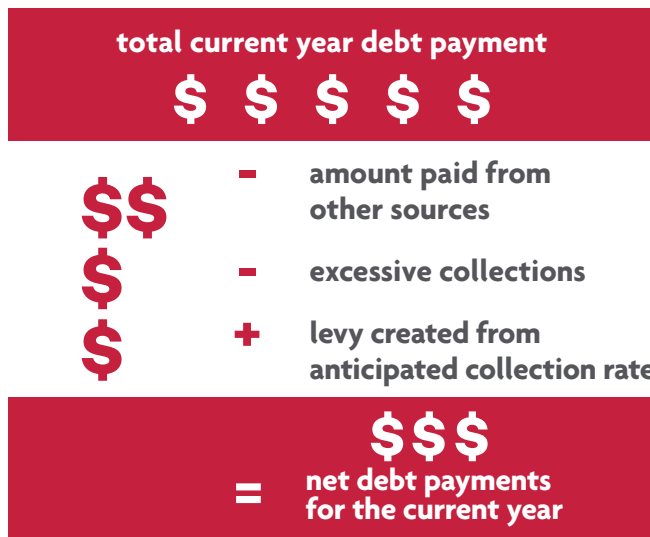 total current year debt payment
$ $ $ $ $
$$ - amount paid from
other sources
$ - excessive collections
$ + levy created from
anticipated collection rate
$$$
= net debt payments
for the current year